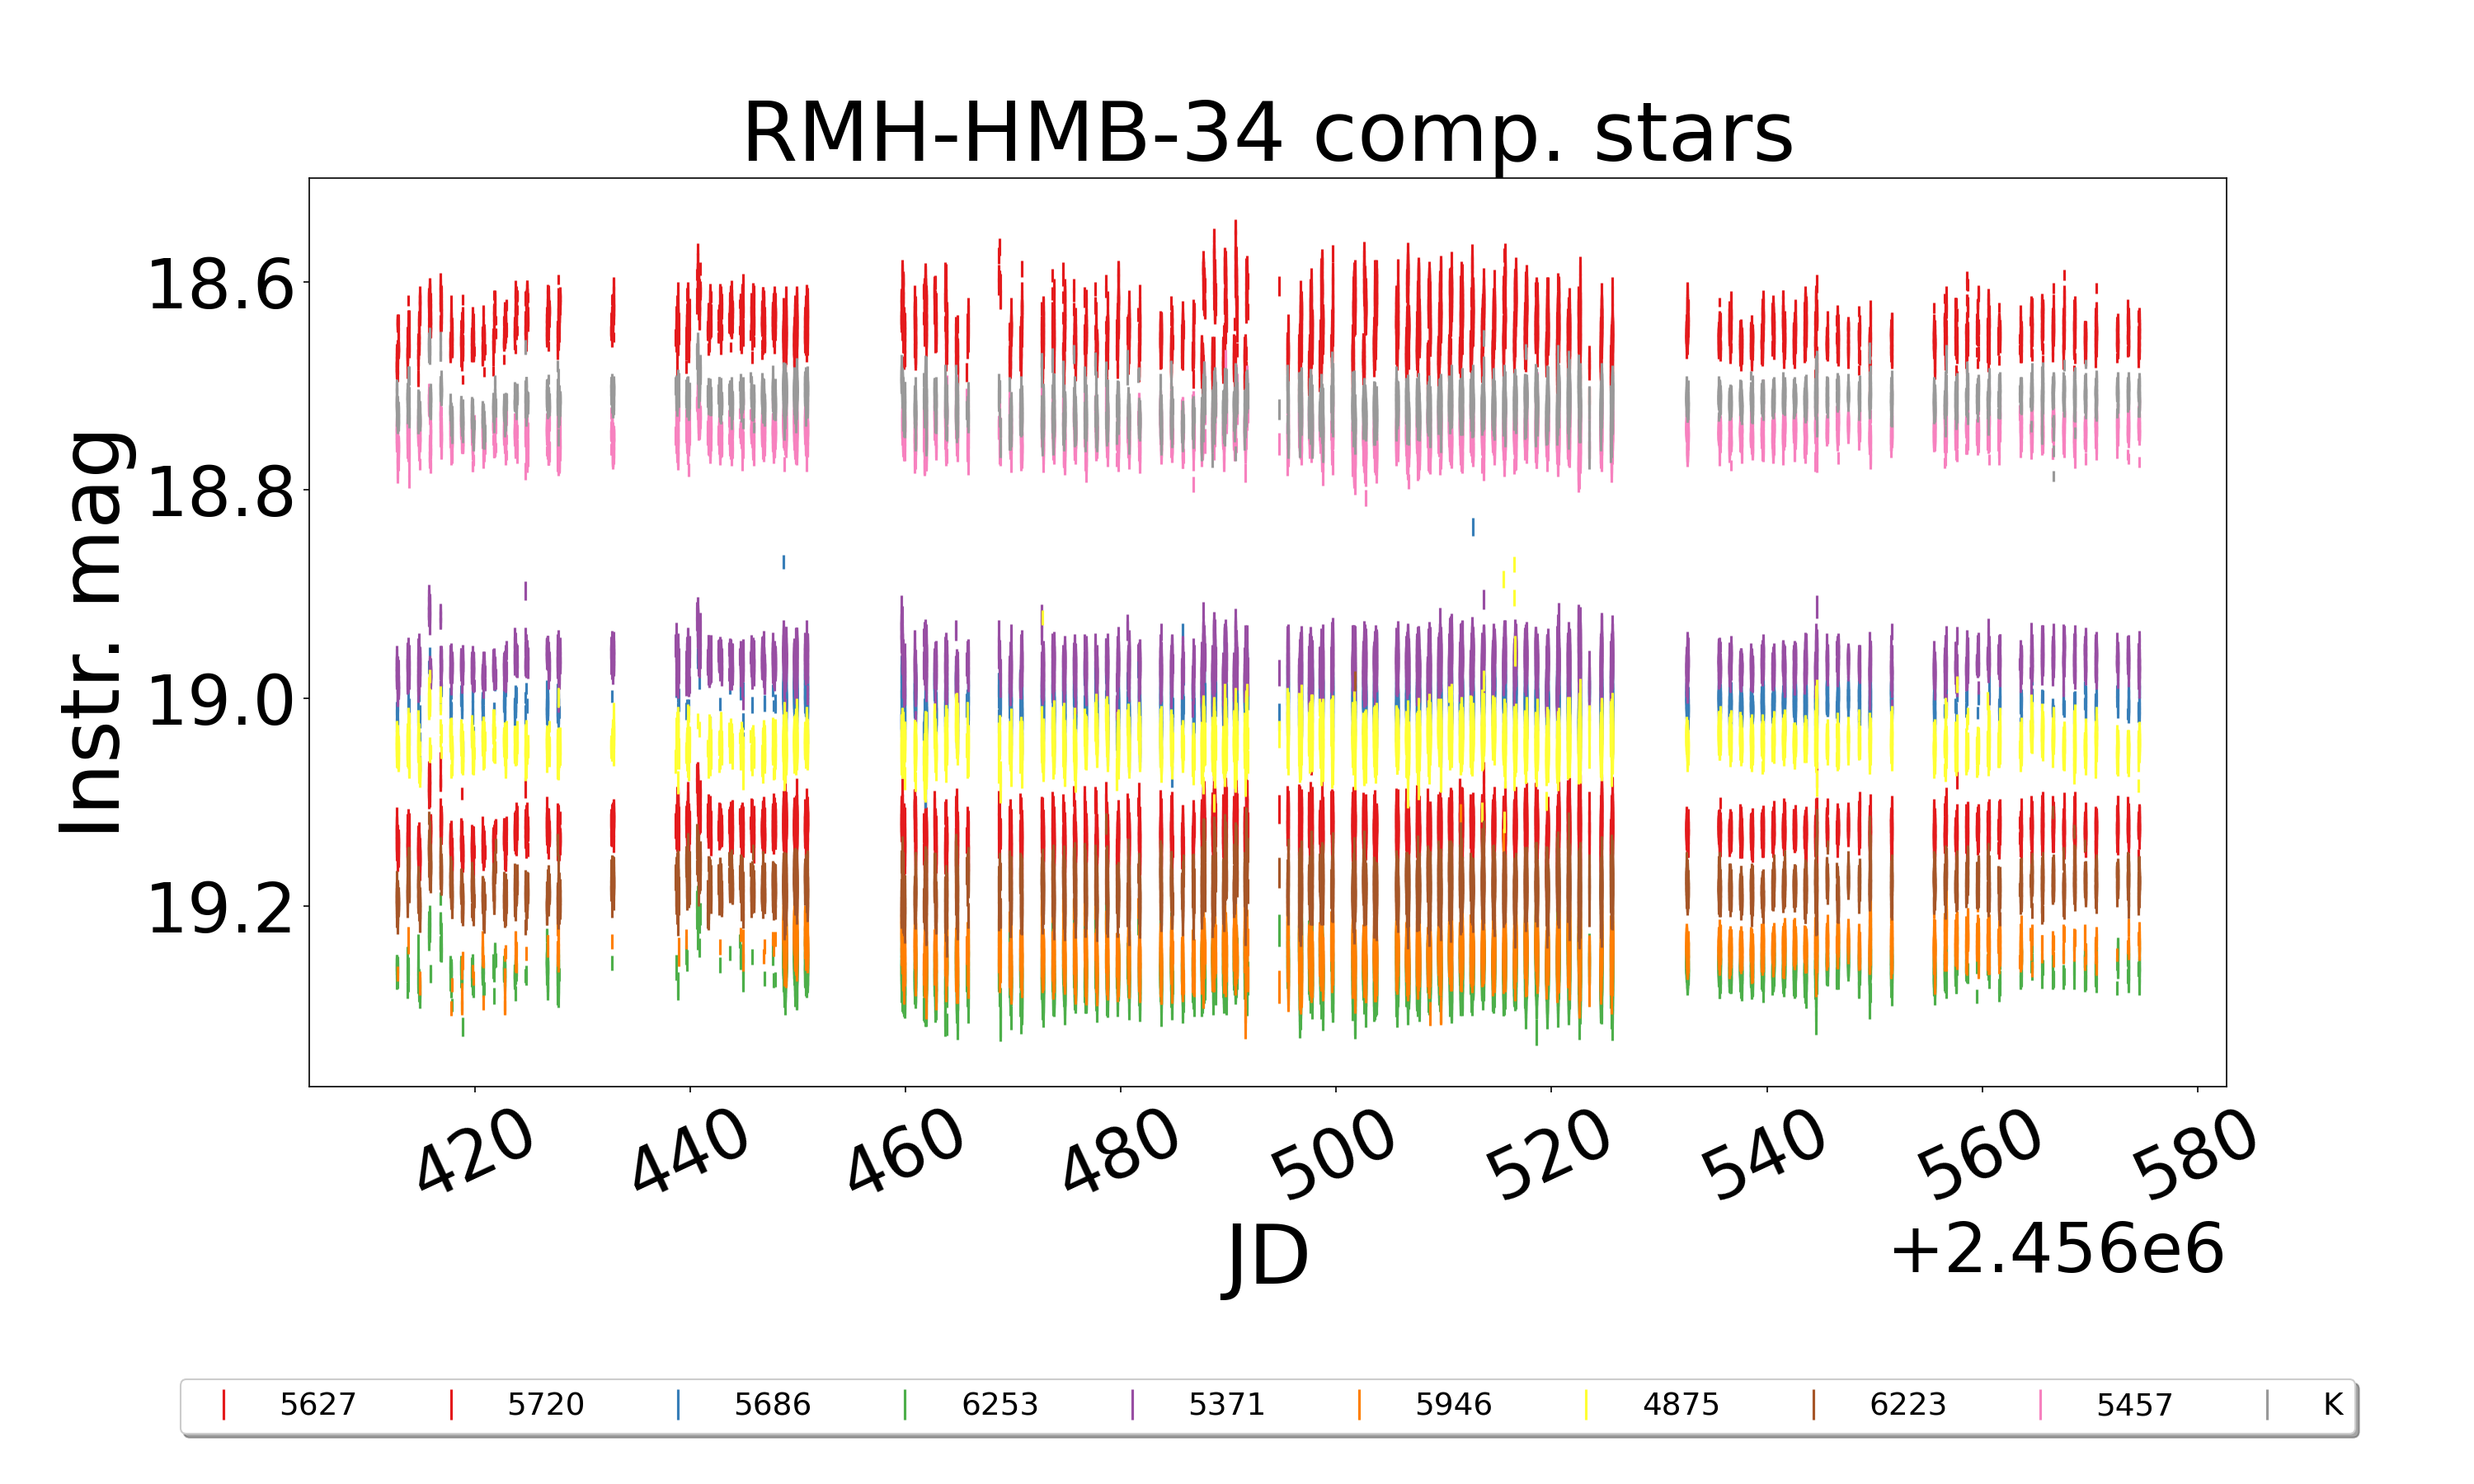 RMH-HMB-34 comp. stars
Instr. mag
18.6
18.8
19.0
19.2
420 440 460 480 500 520 540 560 580
JD
+2.456e6
5627 5720 5686 6253 5371 5946 4875 6223 5457 K